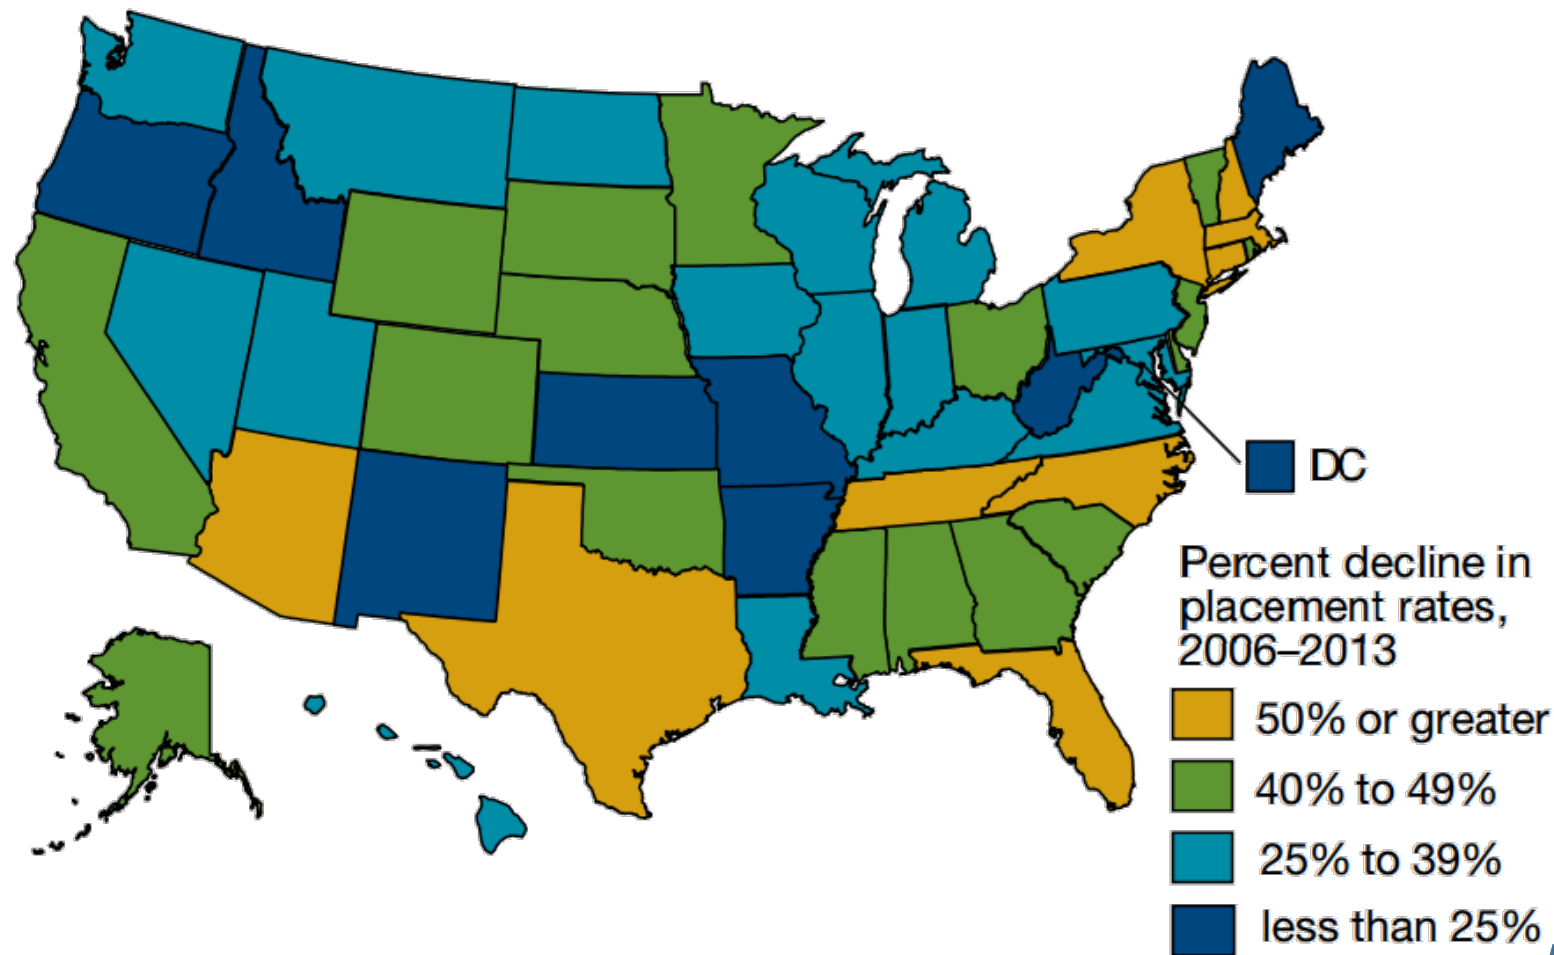 DC
Percent decline in
placement rates,
2006–2013
50% or greater
40% to 49%
25% to 39%
less than 25%